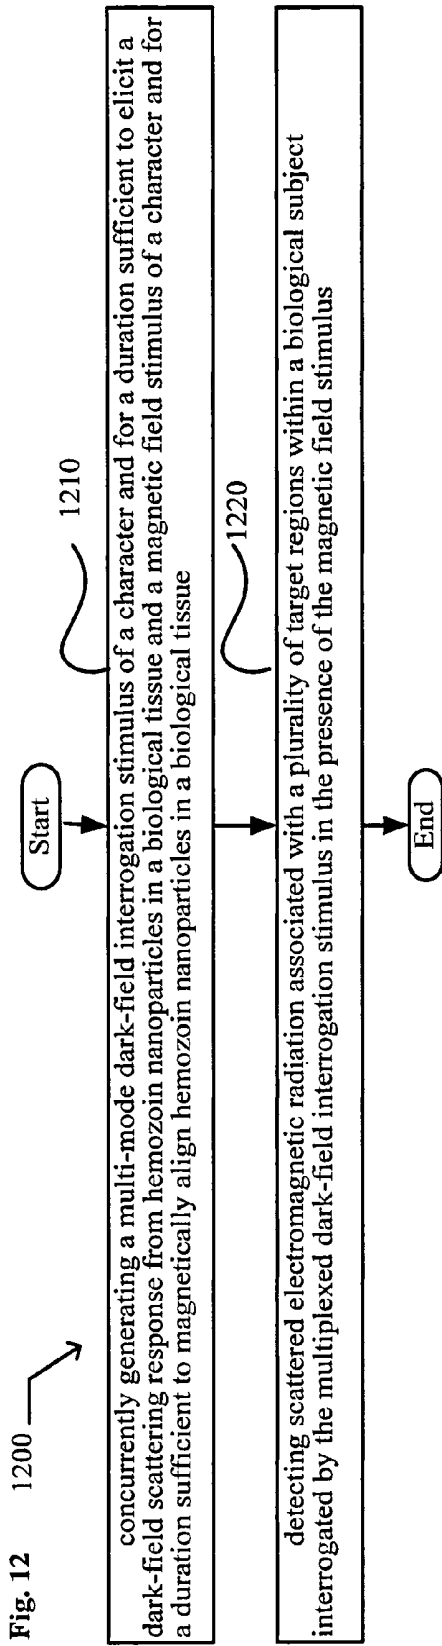 Fig. 12
1200
Start
1210
concurrently generating a multi-mode dark-field interrogation stimulus of a character and for a duration sufficient to elicit a
dark-field scattering response from hemozoin nanoparticles in a biological tissue and a magnetic field stimulus of a character and for
a duration sufficient to magnetically align hemozoin nanoparticles in a biological tissue
1220
detecting scattered electromagnetic radiation associated with a plurality of target regions within a biological subject
interrogated by the multiplexed dark-field interrogation stimulus in the presence of the magnetic field stimulus
End